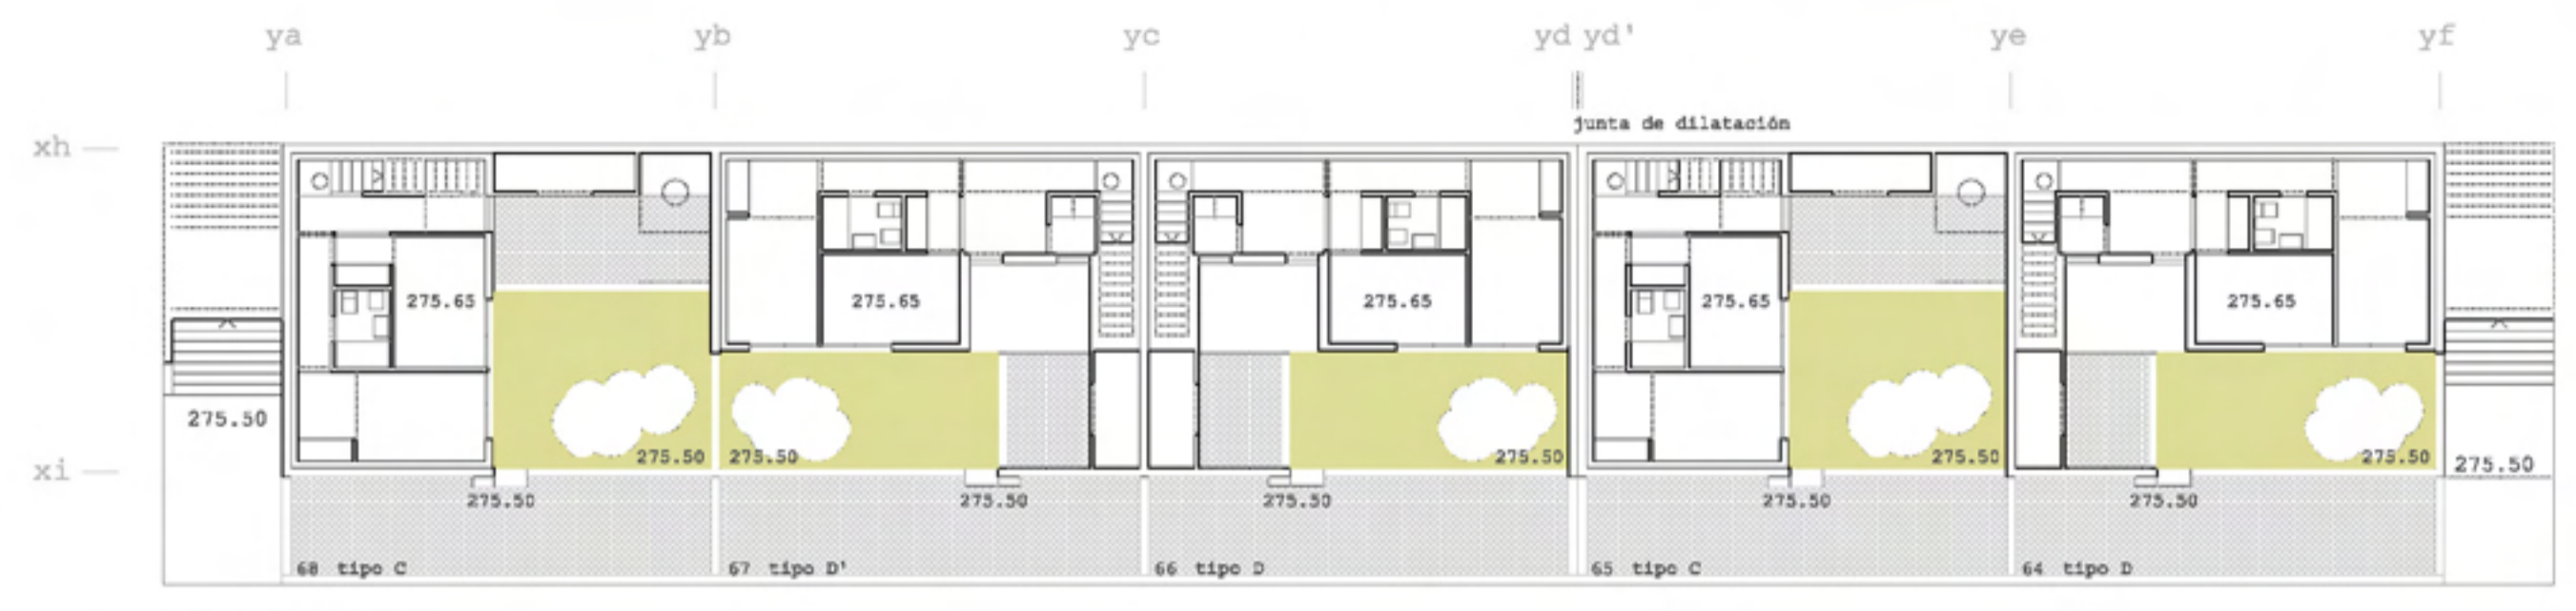 ya yb yc yd yd' ye yf
junta de dilatación
xh
275.65 275.65 275.65 275.65 275.65
275.50
275.50 275.50 275.50 275.50 275.50 275.50
xi
275.50 275.50 275.50 275.50 275.50
68 tipo C 67 tipo D' 66 tipo D 65 tipo C 64 tipo D